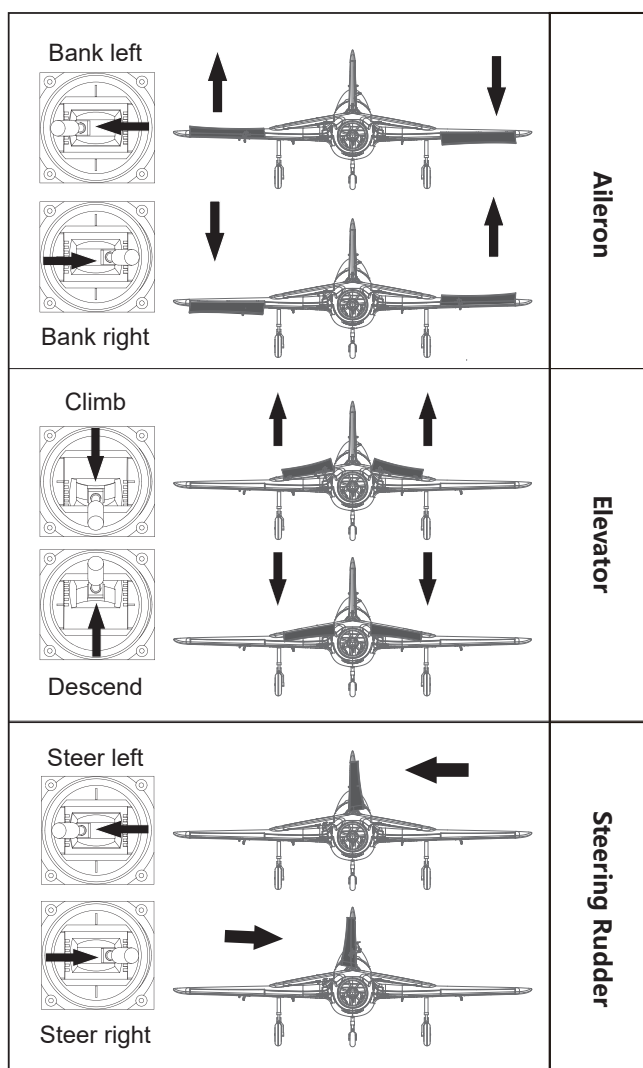 Bank left
Bank right
Aileron
Climb
Descend
Elevator
Steer left
Steer right
Steering Rudder